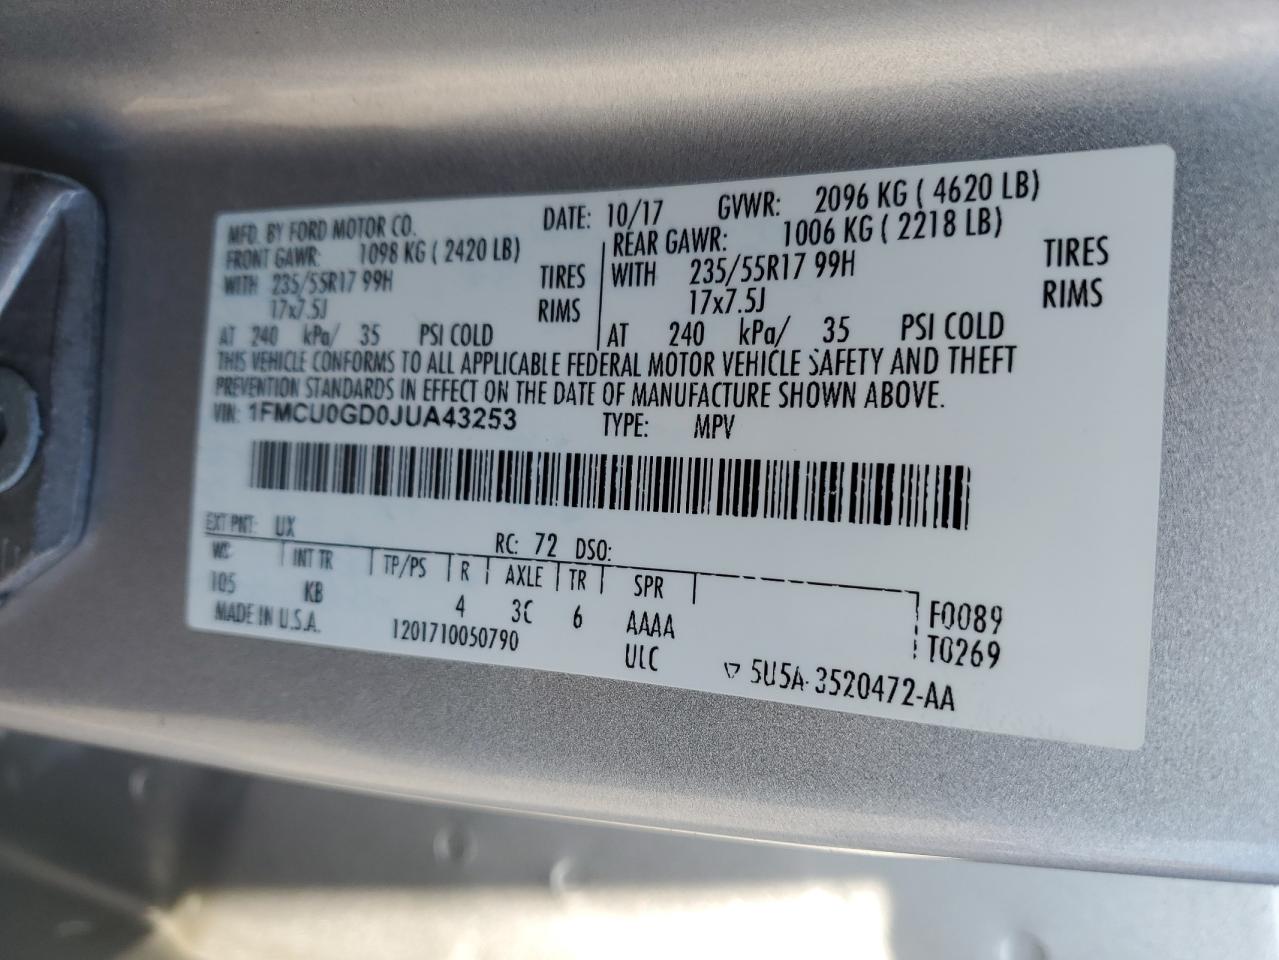 MFD. BY FORD MOTOR CO. DATE: 10/17 GVWR: 2096 KG ( 4620 LB)
FRONT GAWR: 1098 KG ( 2420 LB) REAR GAWR: 1006 KG ( 2218 LB)
WITH 235/55R17 99H TIRES WITH 235/55R17 99H TIRES
17x7.5J RIMS 17x7.5J RIMS
AT 240 kPa/ 35 PSI COLD AT 240 kPa/ 35 PSI COLD
THIS VEHICLE CONFORMS TO ALL APPLICABLE FEDERAL MOTOR VEHICLE SAFETY AND THEFT
PREVENTION STANDARDS IN EFFECT ON THE DATE OF MANUFACTURE SHOWN ABOVE.
VIN: 1FMCU0GD0JUA43253 TYPE: MPV
EXT PNT: UX RC: 72 DSO:
WB INT TR TP/PS R AXLE TR SPR
105 KB 4 3C 6 AAAA F0089
MADE IN U.S.A. 1201710050790 ULC T0269
5U5A-3520472-AA